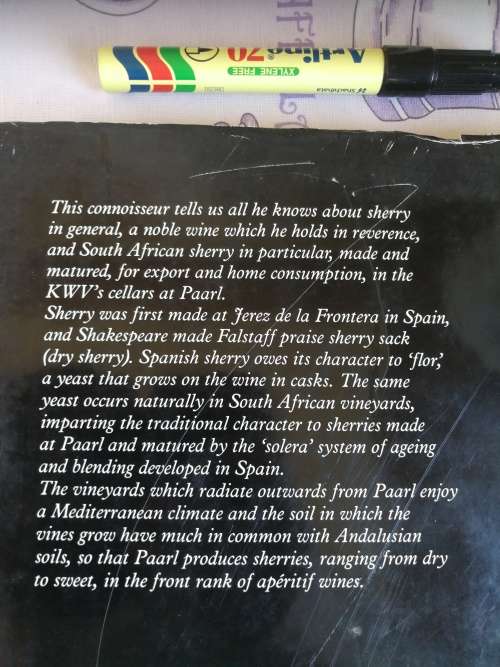 Artline 70
XYLENE FREE
Shachihata
This connoisseur tells us all he knows about sherry
in general, a noble wine which he holds in reverence,
and South African sherry in particular, made and
matured, for export and home consumption, in the
KWV's cellars at Paarl.
Sherry was first made at Jerez de la Frontera in Spain,
and Shakespeare made Falstaff praise sherry sack
(dry sherry). Spanish sherry owes its character to ‘flor,’
a yeast that grows on the wine in casks. The same
yeast occurs naturally in South African vineyards,
imparting the traditional character to sherries made
at Paarl and matured by the ‘solera’ system of ageing
and blending developed in Spain.
The vineyards which radiate outwards from Paarl enjoy
a Mediterranean climate and the soil in which the
vines grow have much in common with Andalusian
soils, so that Paarl produces sherries, ranging from dry
to sweet, in the front rank of apéritif wines.